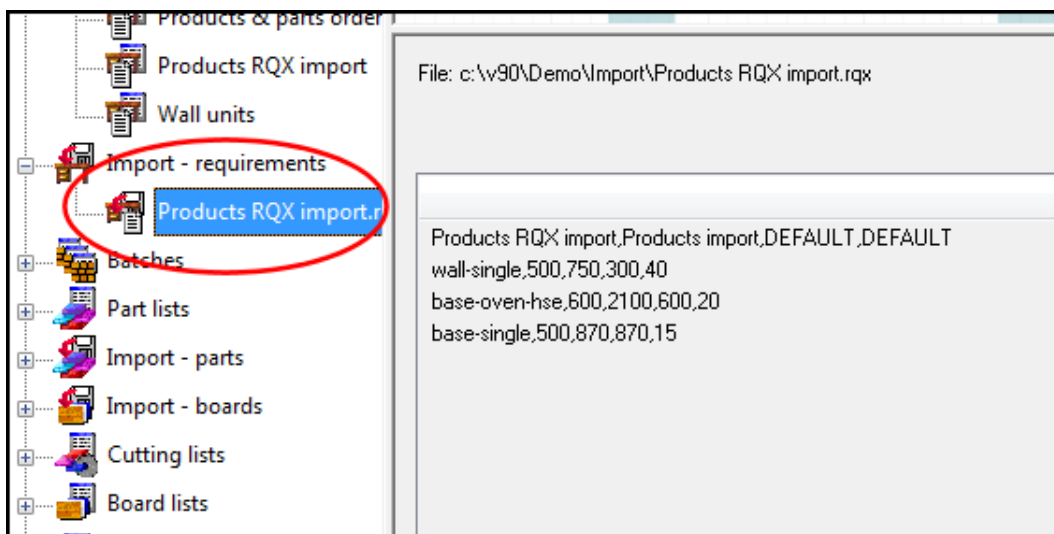 Products & parts order
Products RQX import
Wall units
Import - requirements
Products RQX import.r
Batches
Part lists
Import - parts
Import - boards
Cutting lists
Board lists
File: c:\v90\Demo\Import\Products RQX import.rqx
Products RQX import,Products import,DEFAULT,DEFAULT
wall-single,500,750,300,40
base-oven-hse,600,2100,600,20
base-single,500,870,870,15